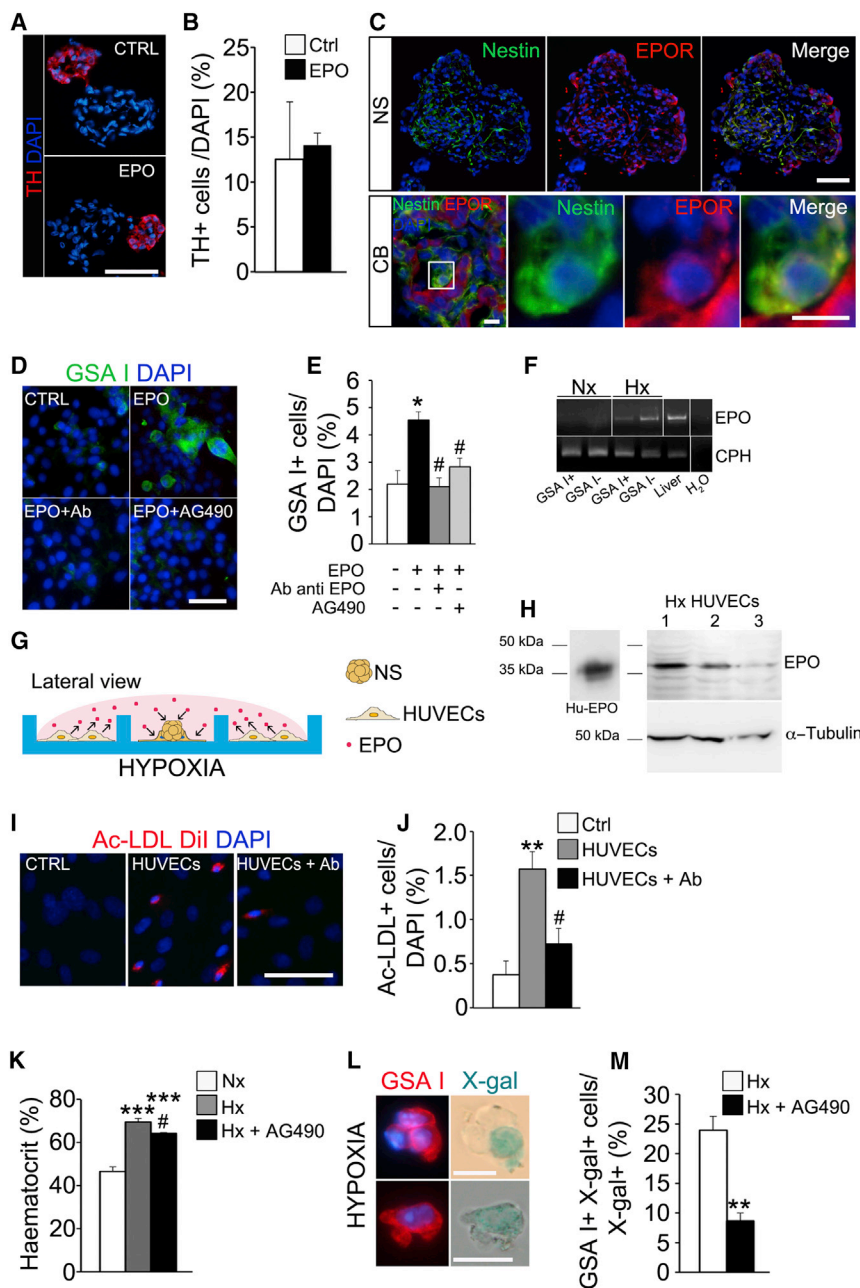 A
CTRL
EPO
TH DAPI
B
Ctrl
EPO
TH+ cells /DAPI (%)
25
20
15
10
5
0
C
Nestin
EPOR
Merge
NS
Nestin EPOR
Nestin
EPOR
Merge
CB
D
GSA I DAPI
CTRL
EPO
EPO+Ab
EPO+AG490
E
GSA I+ cells/
DAPI (%)
6
5
4
3
2
1
0
*
#
#
EPO - + + +
Ab anti EPO - - + -
AG490 - - - +
F
Nx Hx
EPO
CPH
GSA I+
GSA I-
GSA I+
GSA I-
Liver
H2O
G
Lateral view
HYPOXIA
NS
HUVECs
EPO
H
Hx HUVECs
1 2 3
50 kDa
35 kDa
EPO
Hu-EPO
50 kDa
α-Tubulin
I
Ac-LDL DiI DAPI
CTRL
HUVECs
HUVECs + Ab
J
Ctrl
HUVECs
HUVECs + Ab
Ac-LDL+ cells/
DAPI (%)
2.0
1.5
1.0
0.5
0
**
#
K
Nx
Hx
Hx + AG490
Haematocrit (%)
80
60
40
20
0
***
***
#
L
GSA I X-gal
HYPOXIA
M
Hx
Hx + AG490
GSA I+ X-gal+ cells/
X-gal+ (%)
30
25
20
15
10
5
0
**